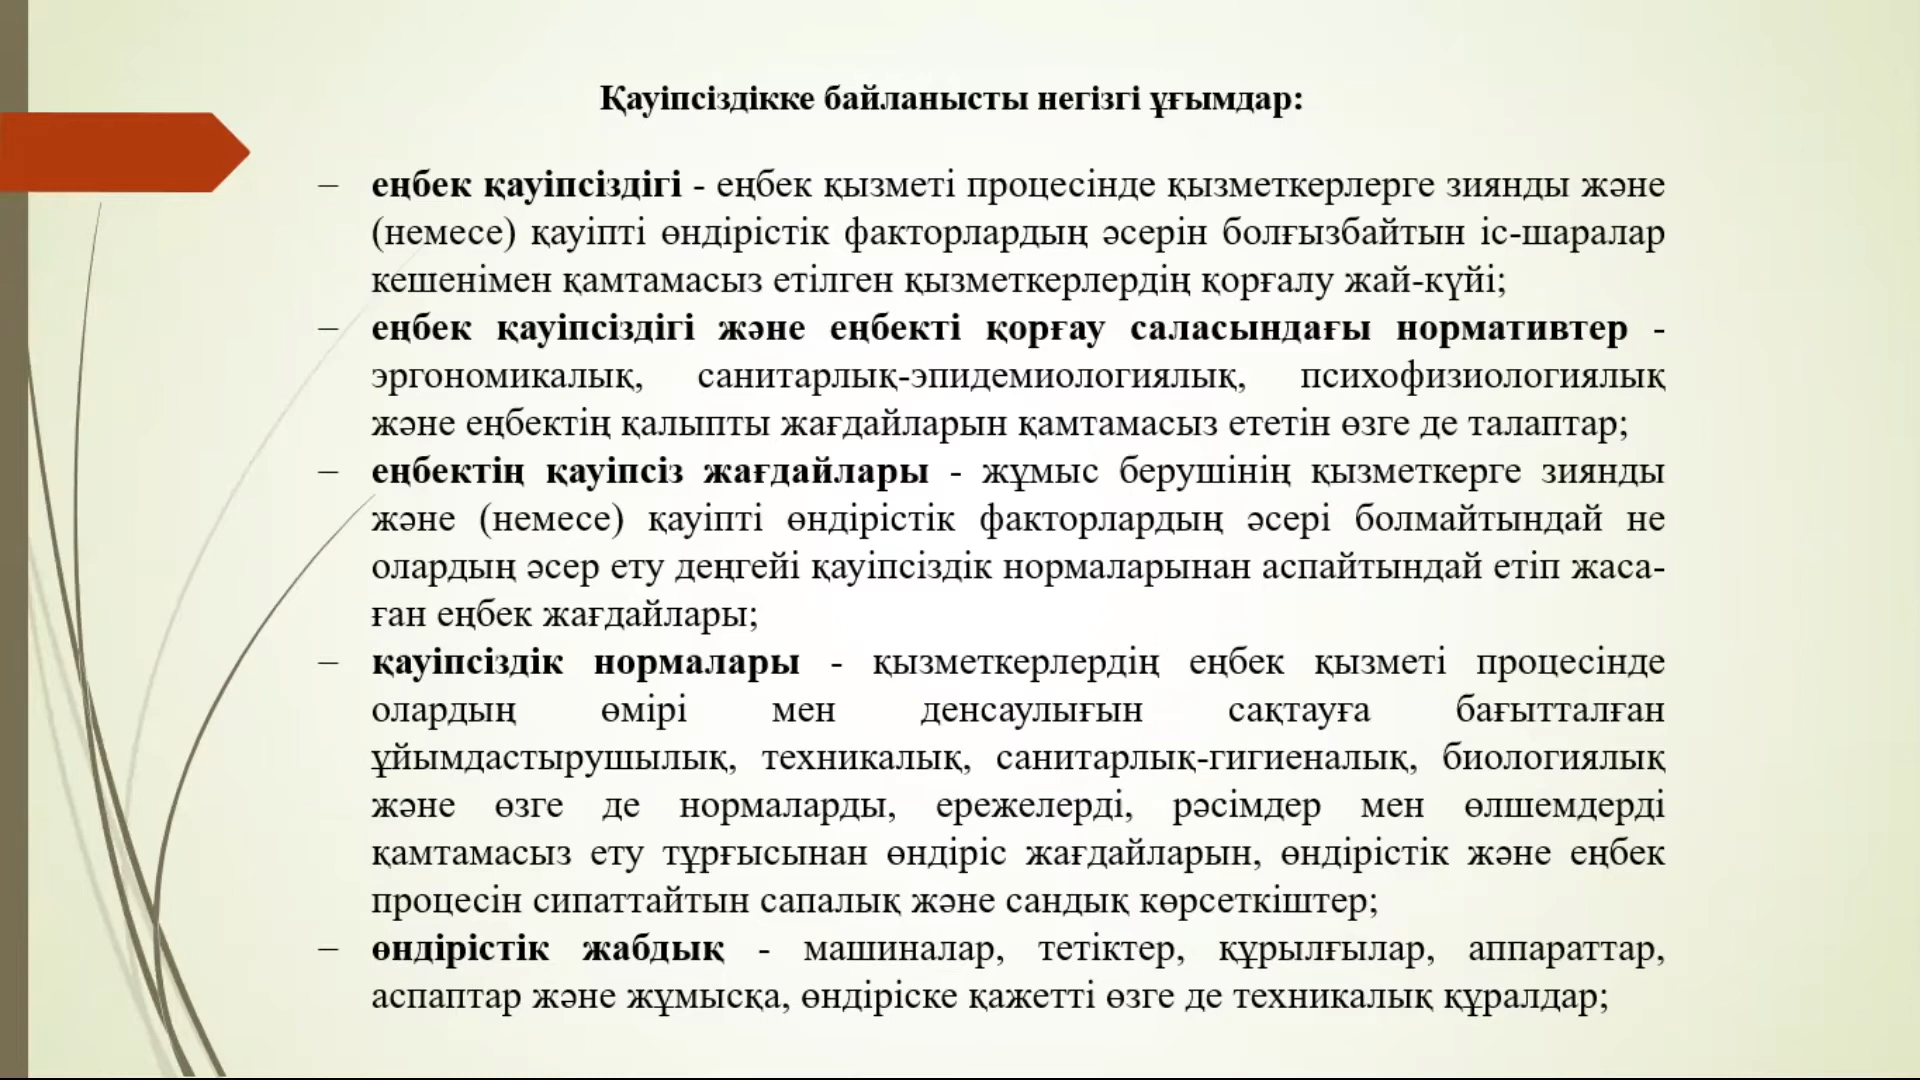 Қауіпсіздікке байланысты негізгі ұғымдар:
– еңбек қауіпсіздігі - еңбек қызметі процесінде қызметкерлерге зиянды және
(немесе) қауіпті өндірістік факторлардың әсерін болғызбайтын іс-шаралар
кешенімен қамтамасыз етілген қызметкерлердің қорғалу жай-күйі;
– еңбек қауіпсіздігі және еңбекті қорғау саласындағы нормативтер -
эргономикалық, санитарлық-эпидемиологиялық, психофизиологиялық
және еңбектің қалыпты жағдайларын қамтамасыз ететін өзге де талаптар;
– еңбектің қауіпсіз жағдайлары - жұмыс берушінің қызметкерге зиянды
және (немесе) қауіпті өндірістік факторлардың әсері болмайтындай не
олардың әсер ету деңгейі қауіпсіздік нормаларынан аспайтындай етіп жаса-
ған еңбек жағдайлары;
– қауіпсіздік нормалары - қызметкерлердің еңбек қызметі процесінде
олардың өмірі мен денсаулығын сақтауға бағытталған
ұйымдастырушылық, техникалық, санитарлық-гигиеналық, биологиялық
және өзге де нормаларды, ережелерді, рәсімдер мен өлшемдерді
қамтамасыз ету тұрғысынан өндіріс жағдайларын, өндірістік және еңбек
процесін сипаттайтын сапалық және сандық көрсеткіштер;
– өндірістік жабдық - машиналар, тетіктер, құрылғылар, аппараттар,
аспаптар және жұмысқа, өндіріске қажетті өзге де техникалық құралдар;